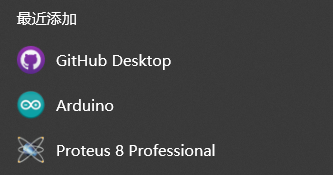 最近添加
GitHub Desktop
Arduino
Proteus 8 Professional